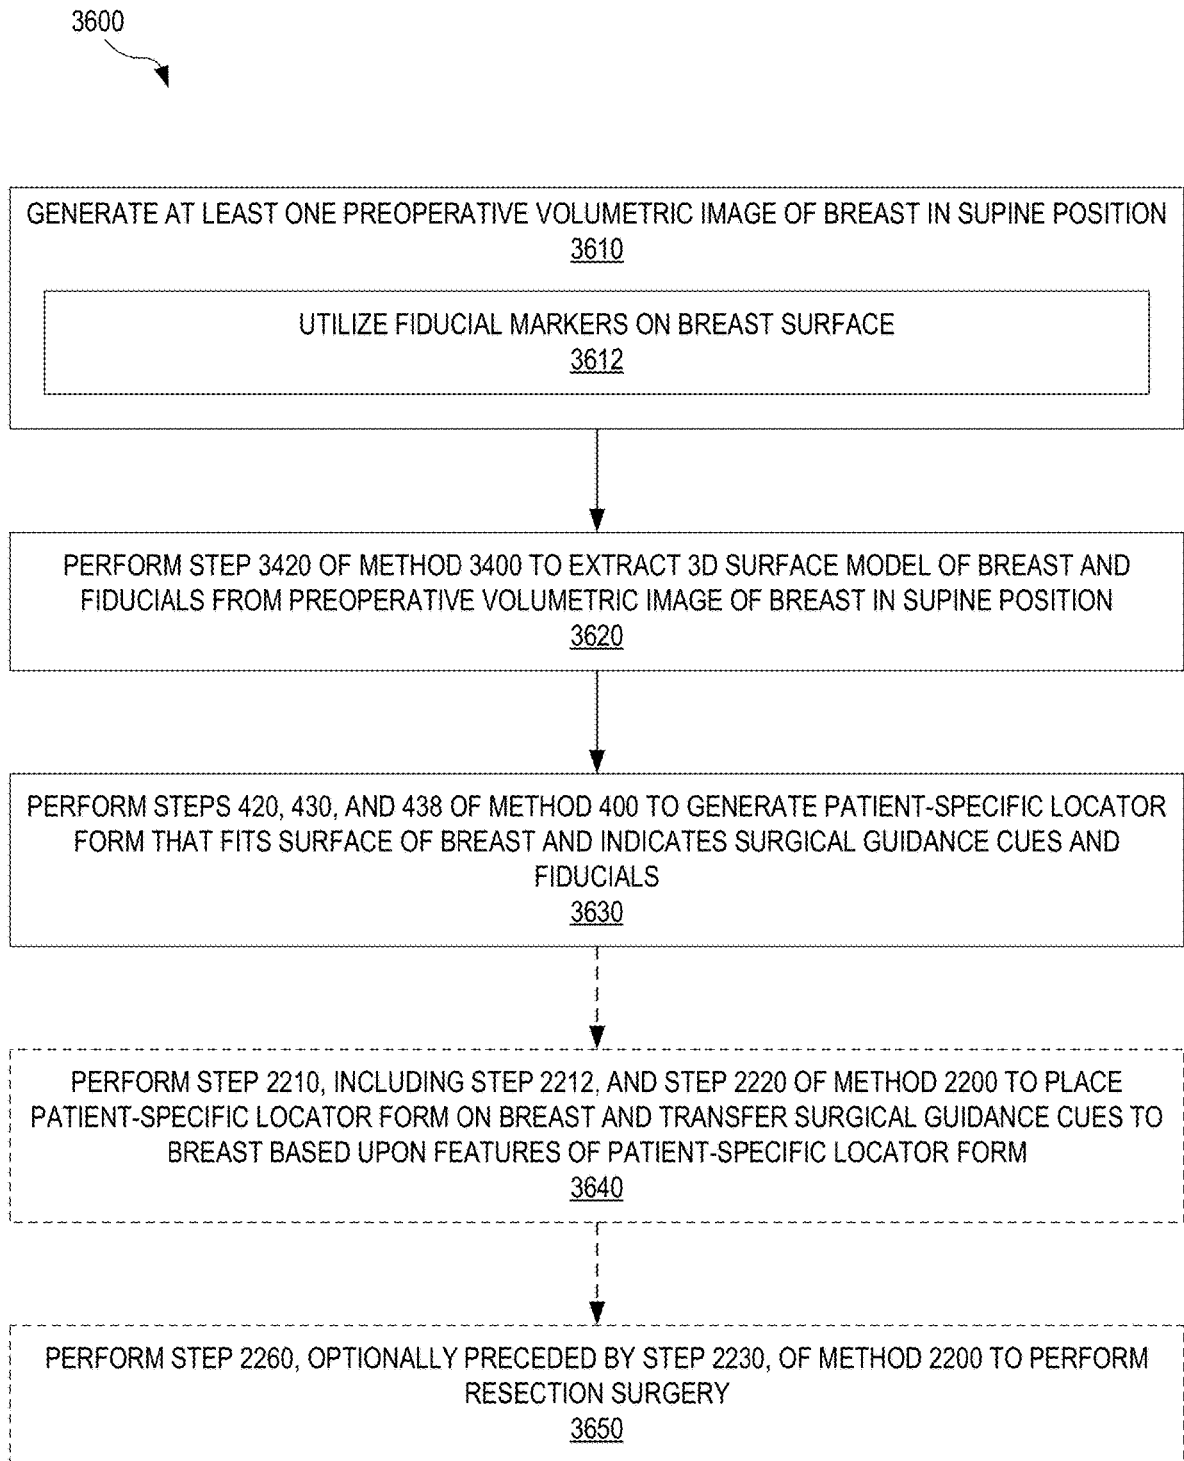 3600
GENERATE AT LEAST ONE PREOPERATIVE VOLUMETRIC IMAGE OF BREAST IN SUPINE POSITION
3610
UTILIZE FIDUCIAL MARKERS ON BREAST SURFACE
3612
PERFORM STEP 3420 OF METHOD 3400 TO EXTRACT 3D SURFACE MODEL OF BREAST AND
FIDUCIALS FROM PREOPERATIVE VOLUMETRIC IMAGE OF BREAST IN SUPINE POSITION
3620
PERFORM STEPS 420, 430, AND 438 OF METHOD 400 TO GENERATE PATIENT-SPECIFIC LOCATOR
FORM THAT FITS SURFACE OF BREAST AND INDICATES SURGICAL GUIDANCE CUES AND
FIDUCIALS
3630
PERFORM STEP 2210, INCLUDING STEP 2212, AND STEP 2220 OF METHOD 2200 TO PLACE
PATIENT-SPECIFIC LOCATOR FORM ON BREAST AND TRANSFER SURGICAL GUIDANCE CUES TO
BREAST BASED UPON FEATURES OF PATIENT-SPECIFIC LOCATOR FORM
3640
PERFORM STEP 2260, OPTIONALLY PRECEDED BY STEP 2230, OF METHOD 2200 TO PERFORM
RESECTION SURGERY
3650